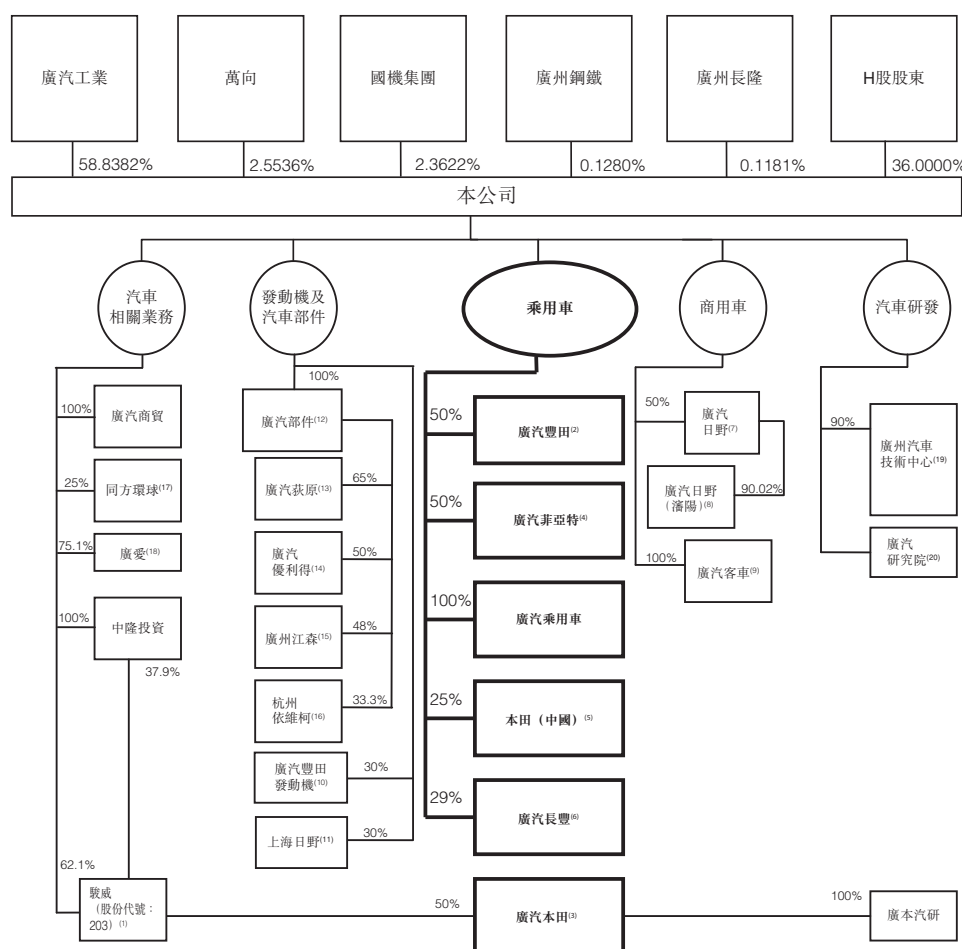 廣汽工業
萬向
國機集團
廣州鋼鐵
廣州長隆
H股股東
58.8382%
2.5536%
2.3622%
0.1280%
0.1181%
36.0000%
本公司
汽車
相關業務
發動機及
汽車部件
乘用車
商用車
汽車研發
100%
廣汽商貿
25%
同方環球(17)
75.1%
廣愛(18)
100%
中隆投資
37.9%
62.1%
駿威
(股份代號:
203) (1)
100%
廣汽部件(12)
廣汽荻原(13)
65%
廣汽
優利得(14)
50%
廣州江森(15)
48%
杭州
依維柯(16)
33.3%
廣汽豐田
發動機(10)
30%
上海日野(11)
30%
50%
廣汽豐田(2)
50%
廣汽菲亞特(4)
100%
廣汽乘用車
25%
本田(中國)(5)
29%
廣汽長豐(6)
50%
廣汽本田(3)
50%
廣汽
日野(7)
廣汽日野
(瀋陽)(8)
90.02%
100%
廣汽客車(9)
90%
廣州汽車
技術中心(19)
廣汽
研究院(20)
100%
廣本汽研